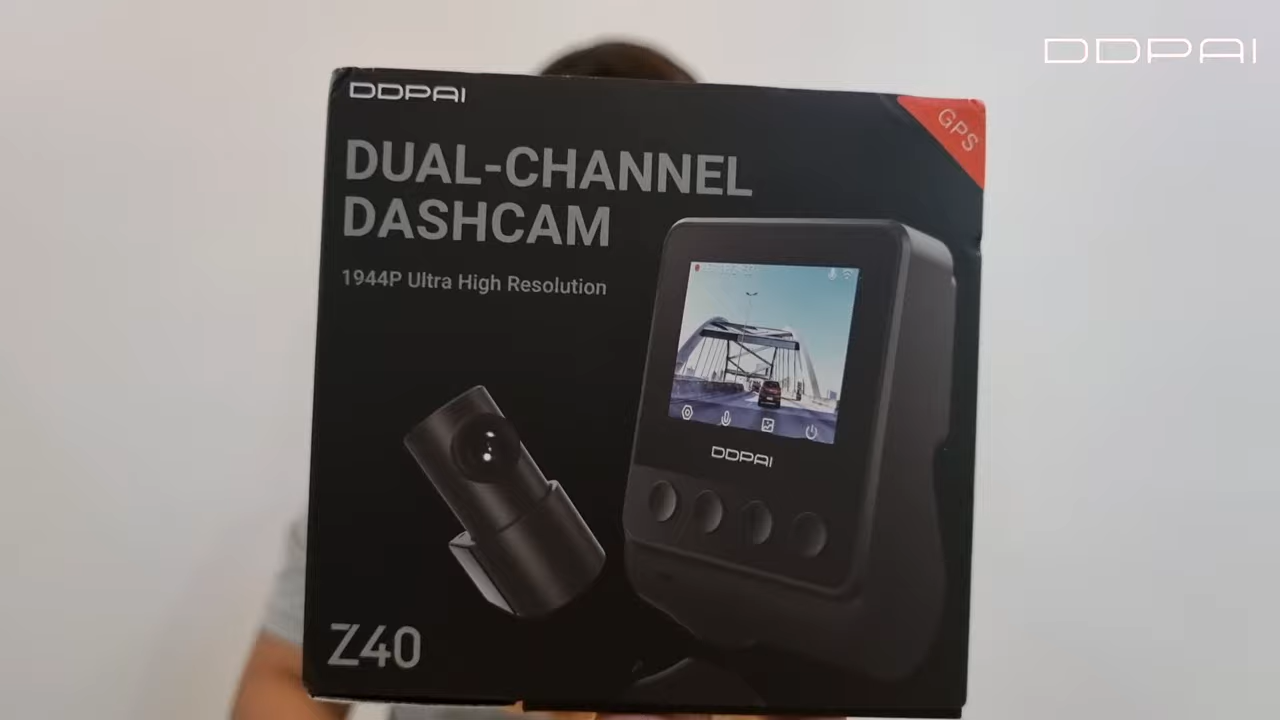 DDPAI
DDPAI
GPS
DUAL-CHANNEL
DASHCAM
1944P Ultra High Resolution
DDPAI
Z40